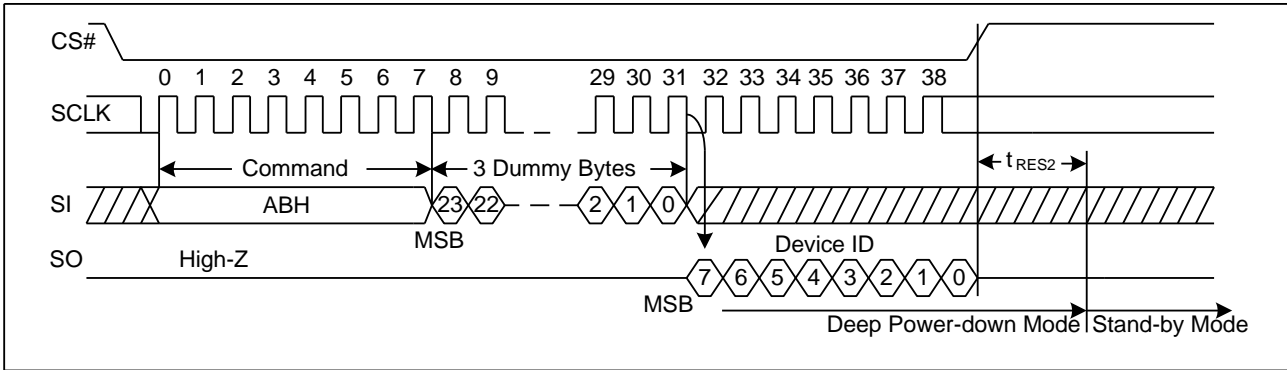 CS#
0 1 2 3 4 5 6 7 8 9 29 30 31 32 33 34 35 36 37 38
SCLK
Command 3 Dummy Bytes tRES2
SI ABH 23 22 2 1 0
MSB Device ID
SO High-Z
7 6 5 4 3 2 1 0
MSB
Deep Power-down Mode Stand-by Mode